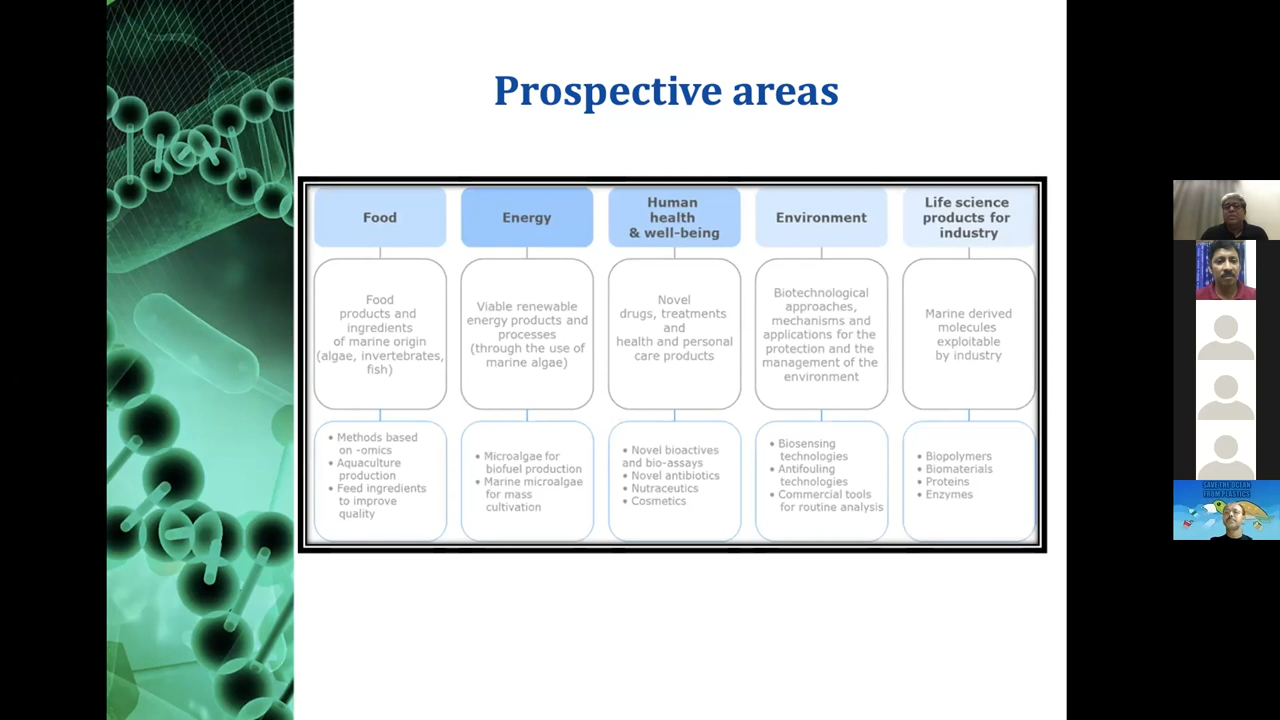 Prospective areas
Food
Energy
Human
health
& well-being
Environment
Life science
products for
industry
Food
products and
ingredients
of marine origin
(algae, invertebrates,
fish)
Viable renewable
energy products and
processes
(through the use of
marine algae)
Novel
drugs, treatments
and
health and personal
care products
Biotechnological
approaches,
mechanisms and
applications for the
protection and the
management of the
environment
Marine derived
molecules
exploitable
by industry
• Methods based
on -omics
• Aquaculture
production
• Feed ingredients
to improve
quality
• Microalgae for
biofuel production
• Marine microalgae
for mass
cultivation
• Novel bioactives
and bio-assays
• Novel antibiotics
• Nutraceutics
• Cosmetics
• Biosensing
technologies
• Antifouling
technologies
• Commercial tools
for routine analysis
• Biopolymers
• Biomaterials
• Proteins
• Enzymes
SAVE THE OCEAN
FROM PLASTICS